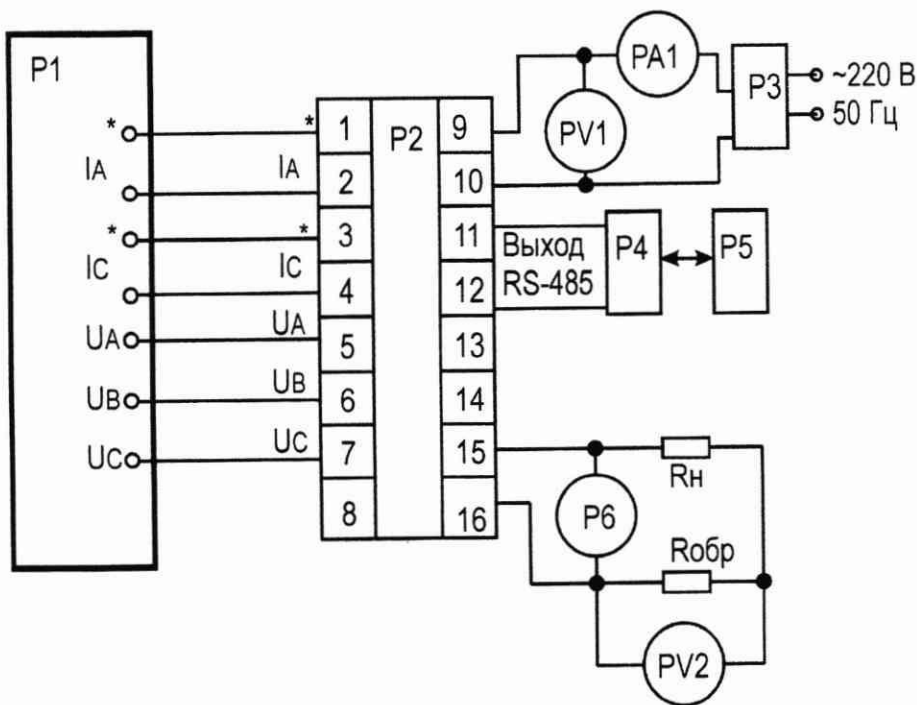 P1
* 
IA
* 
IC
UA
UB
UC
*
IA
*
IC
UA
UB
UC
1
2
3
4
5
6
7
8
P2
9
10
11
12
13
14
15
16
PV1
PA1
P3
~220 В
50 Гц
Выход
RS-485
P4
P5
P6
Rн
Rобр
PV2